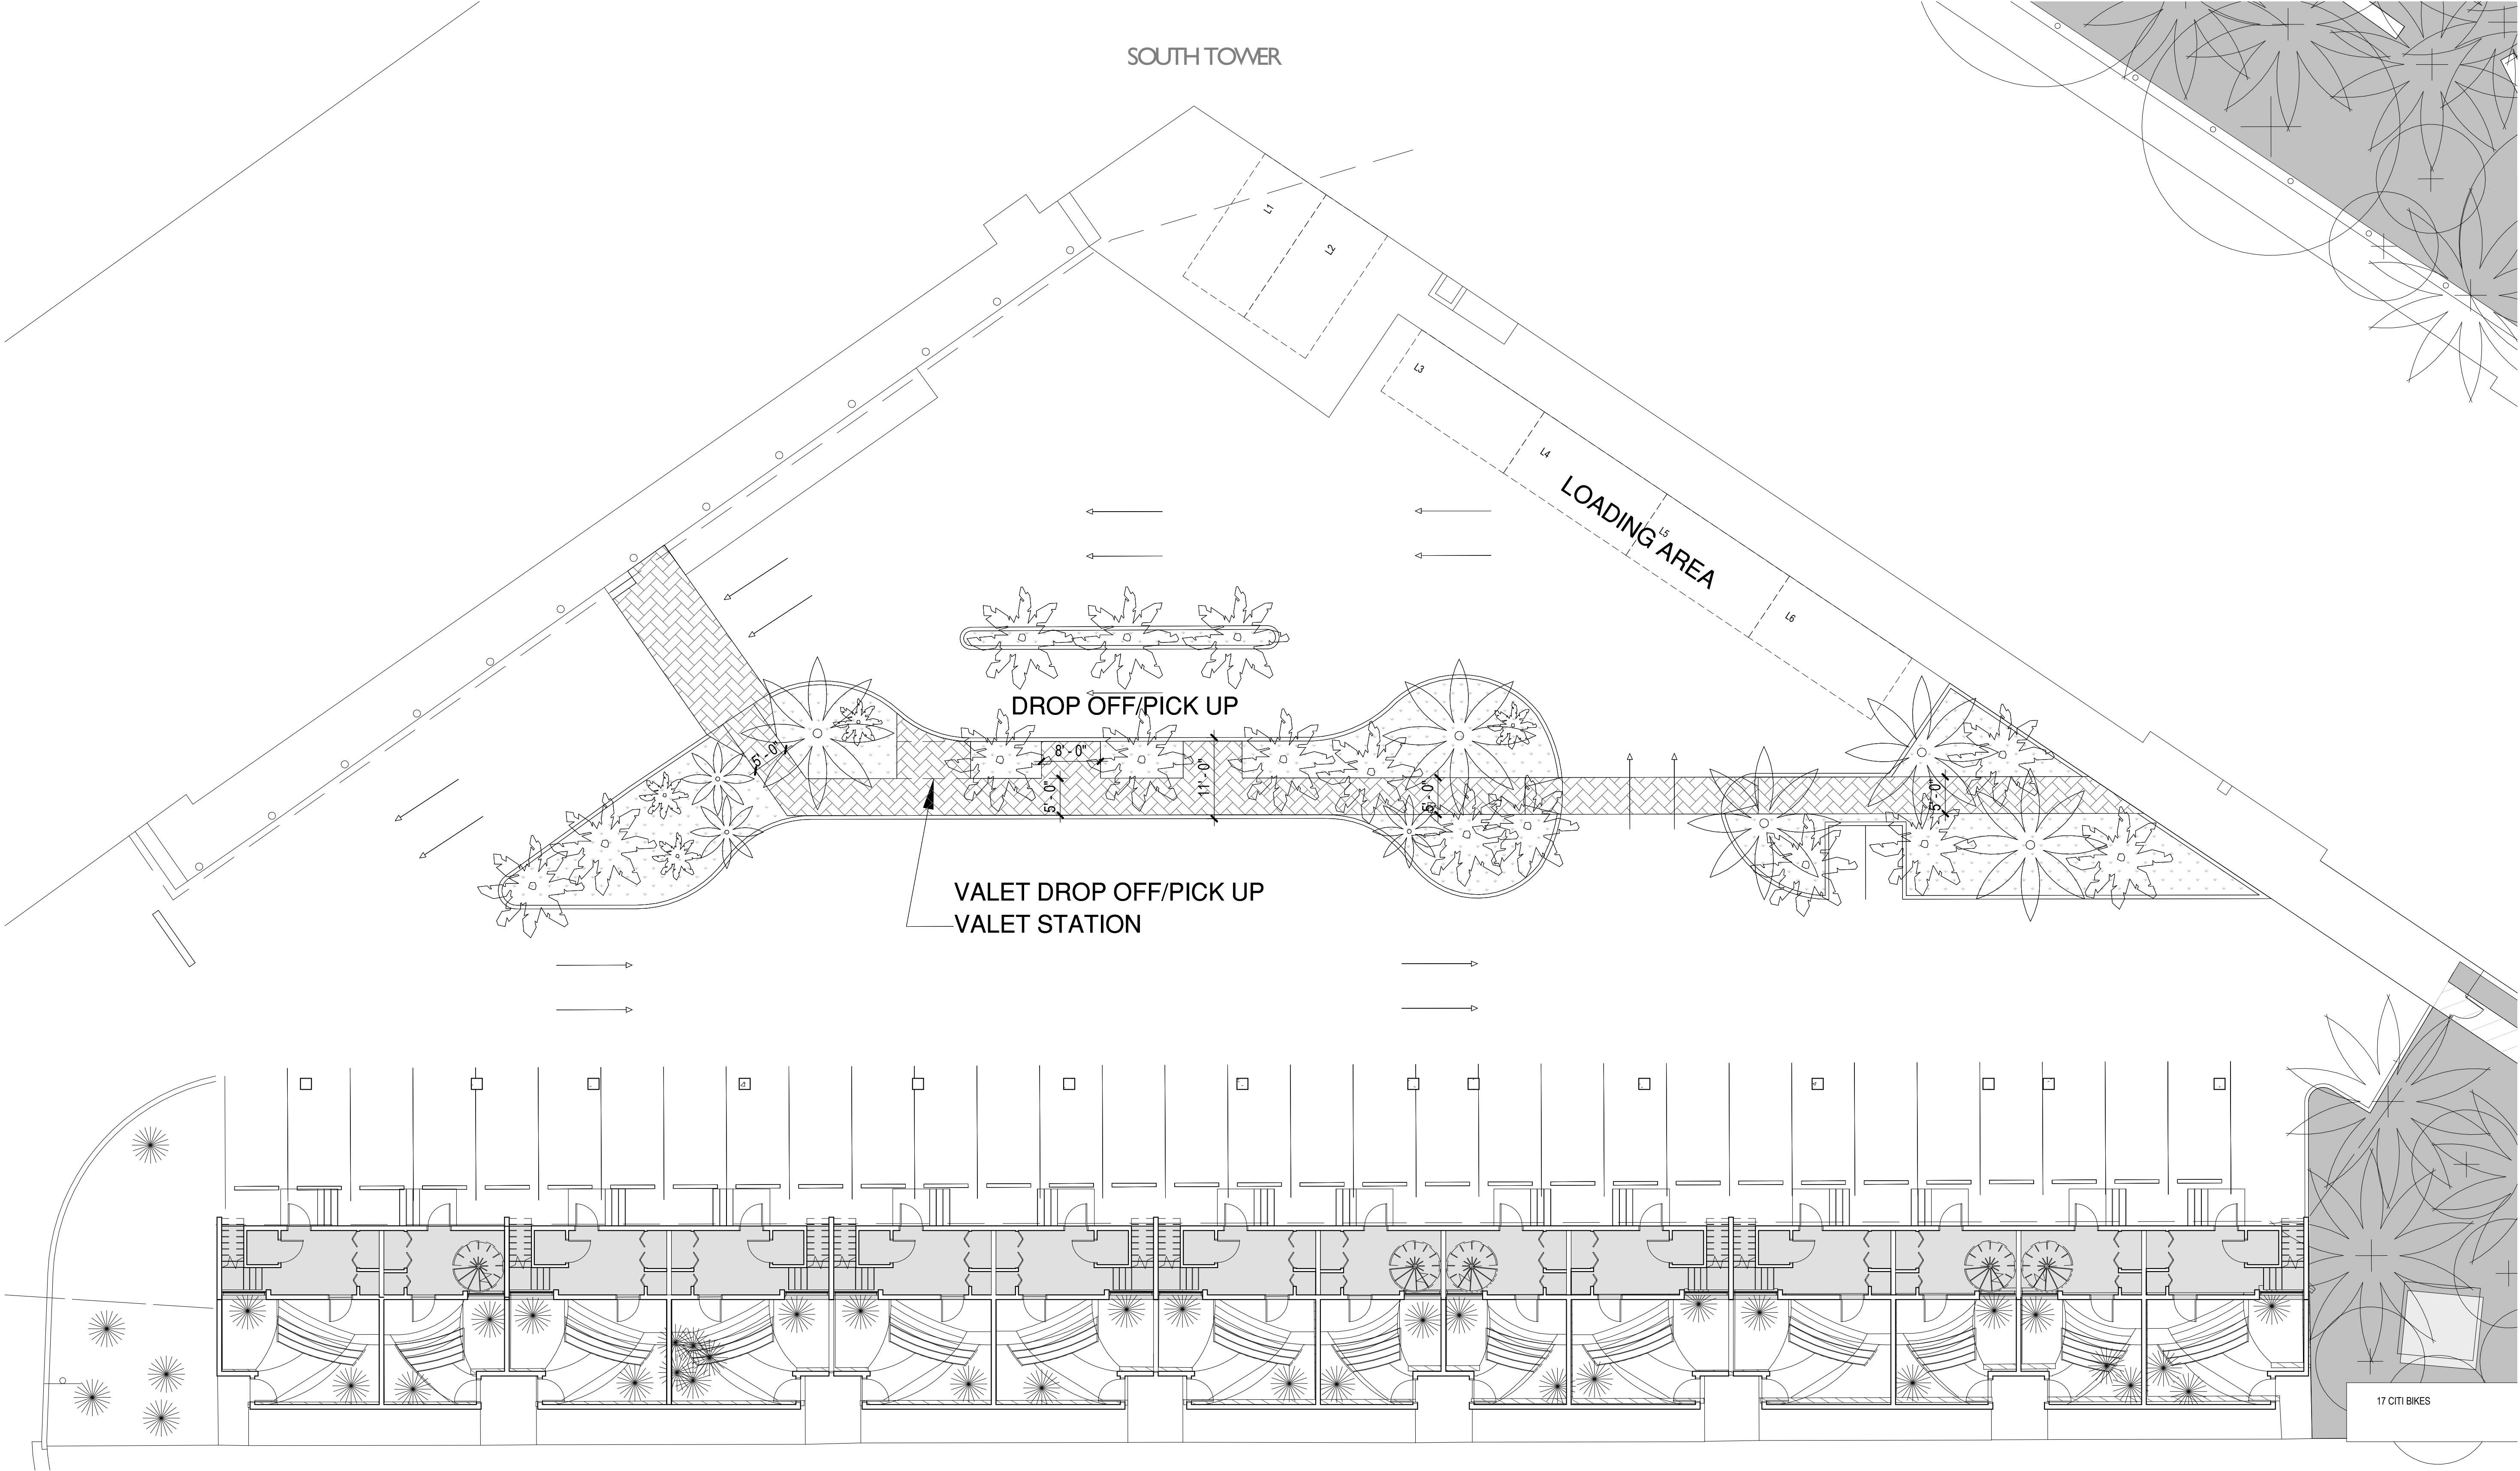 SOUTH TOWER
L1
L2
L3
L4
LOADING AREA
L5
L6
DROP OFF/PICK UP
5' - 0"
8' - 0"
5' - 0"
11' - 0"
5' - 0"
5' - 0"
VALET DROP OFF/PICK UP
VALET STATION
17 CITI BIKES